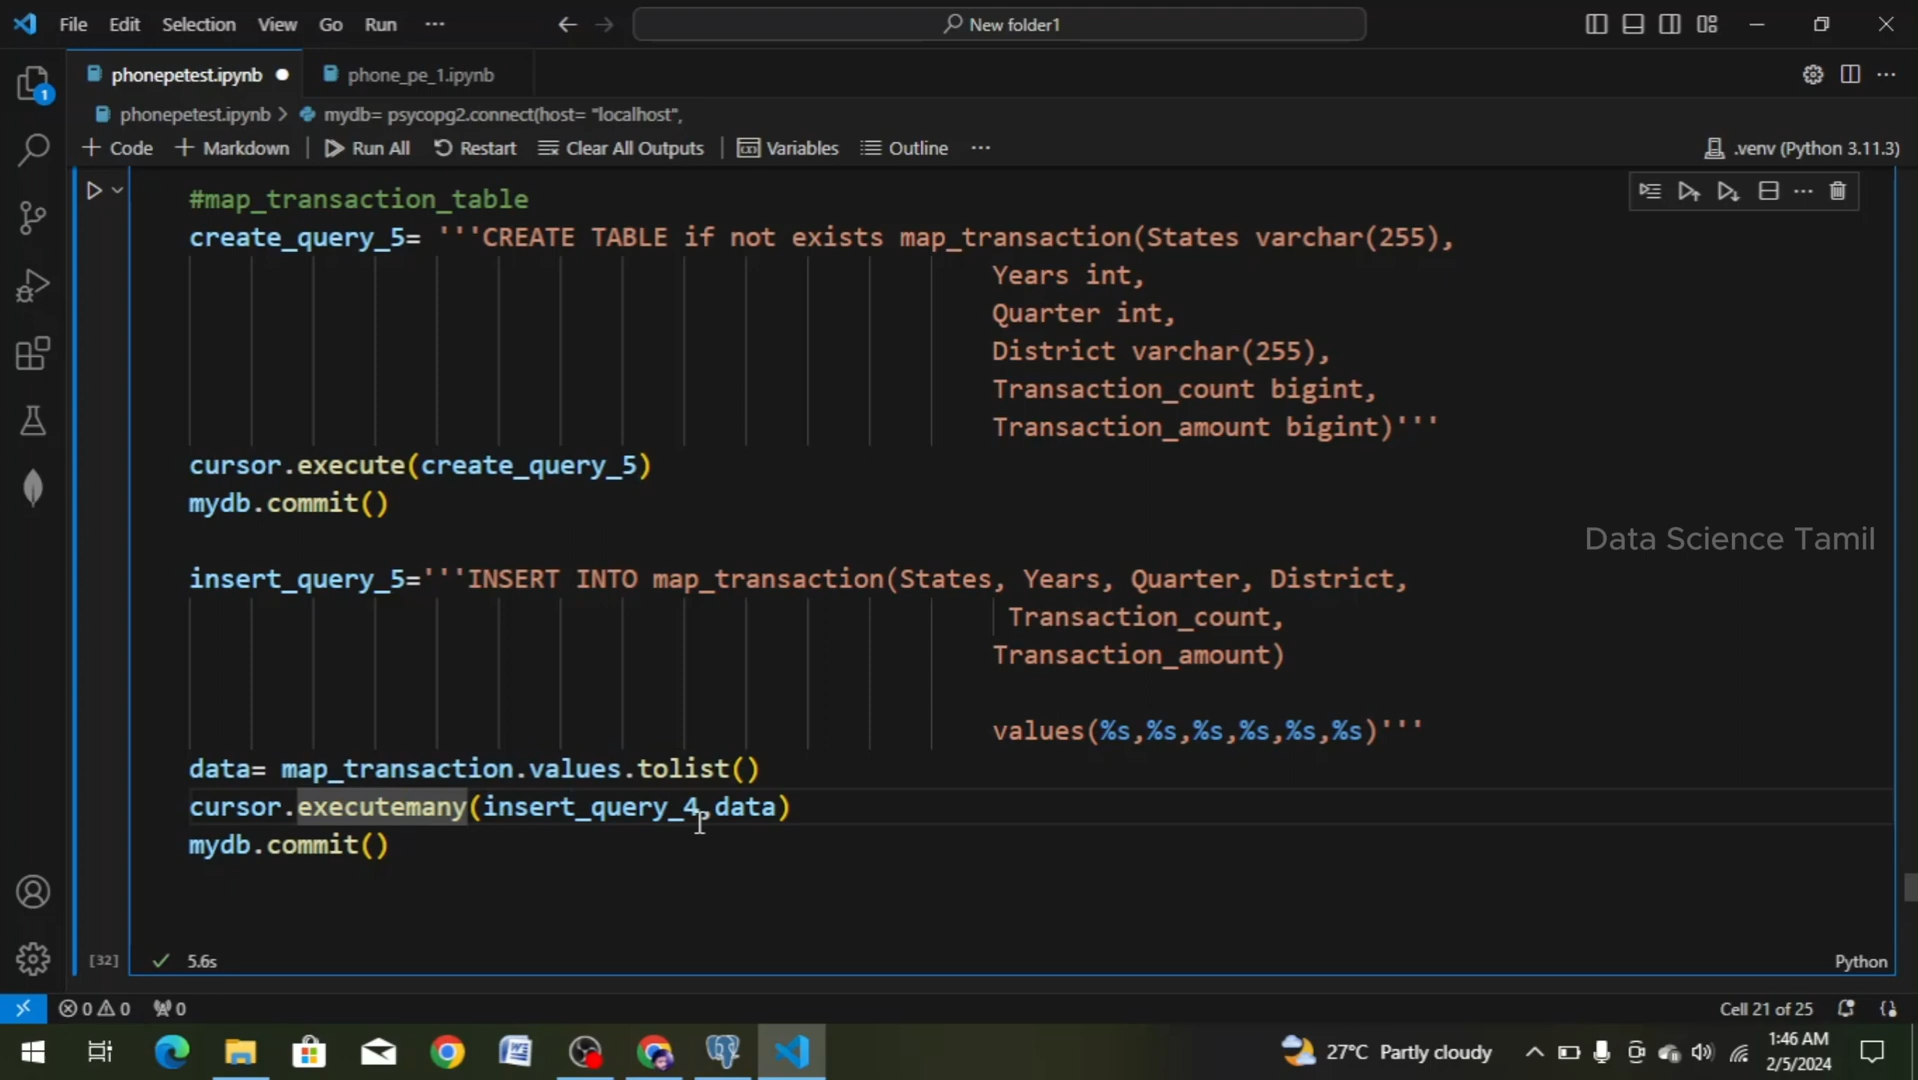 File Edit Selection View Go Run ··· New folder1
phonepetest.ipynb phone_pe_1.ipynb
phonepetest.ipynb > mydb= psycopg2.connect(host= "localhost",
+ Code + Markdown Run All Restart Clear All Outputs Variables Outline ··· .venv (Python 3.11.3)
#map_transaction_table
create_query_5= '''CREATE TABLE if not exists map_transaction(States varchar(255),
Years int,
Quarter int,
District varchar(255),
Transaction_count bigint,
Transaction_amount bigint)'''
cursor.execute(create_query_5)
mydb.commit()
Data Science Tamil
insert_query_5='''INSERT INTO map_transaction(States, Years, Quarter, District,
Transaction_count,
Transaction_amount)
values(%s,%s,%s,%s,%s,%s)'''
data= map_transaction.values.tolist()
cursor.executemany(insert_query_4,data)
mydb.commit()
[32] 5.6s Python
0 0 0 Cell 21 of 25
27°C Partly cloudy 1:46 AM
2/5/2024
1